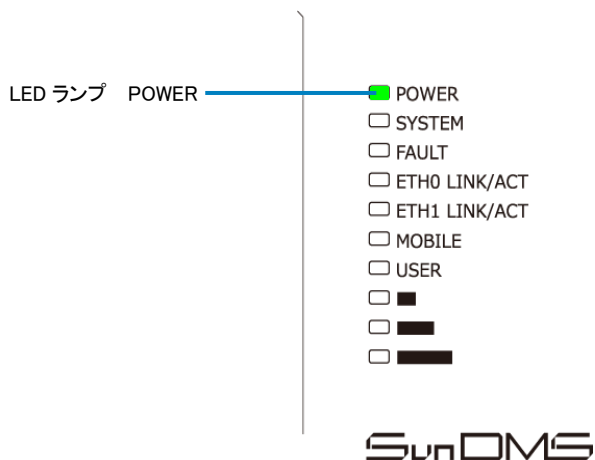 LED ランプ POWER
POWER
SYSTEM
FAULT
ETH0 LINK/ACT
ETH1 LINK/ACT
MOBILE
USER
SunDMS